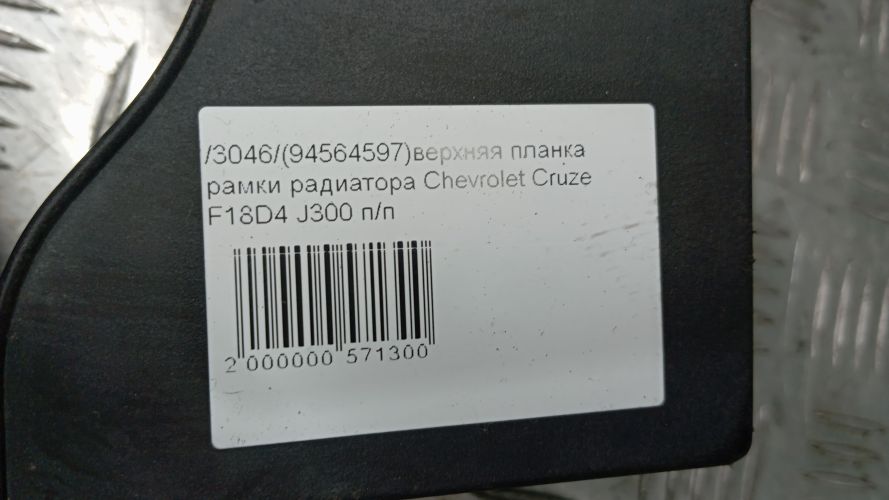 /3046/(94564597)верхняя планка
рамки радиатора Chevrolet Cruze
F18D4 J300 п/п
2 000000 571300